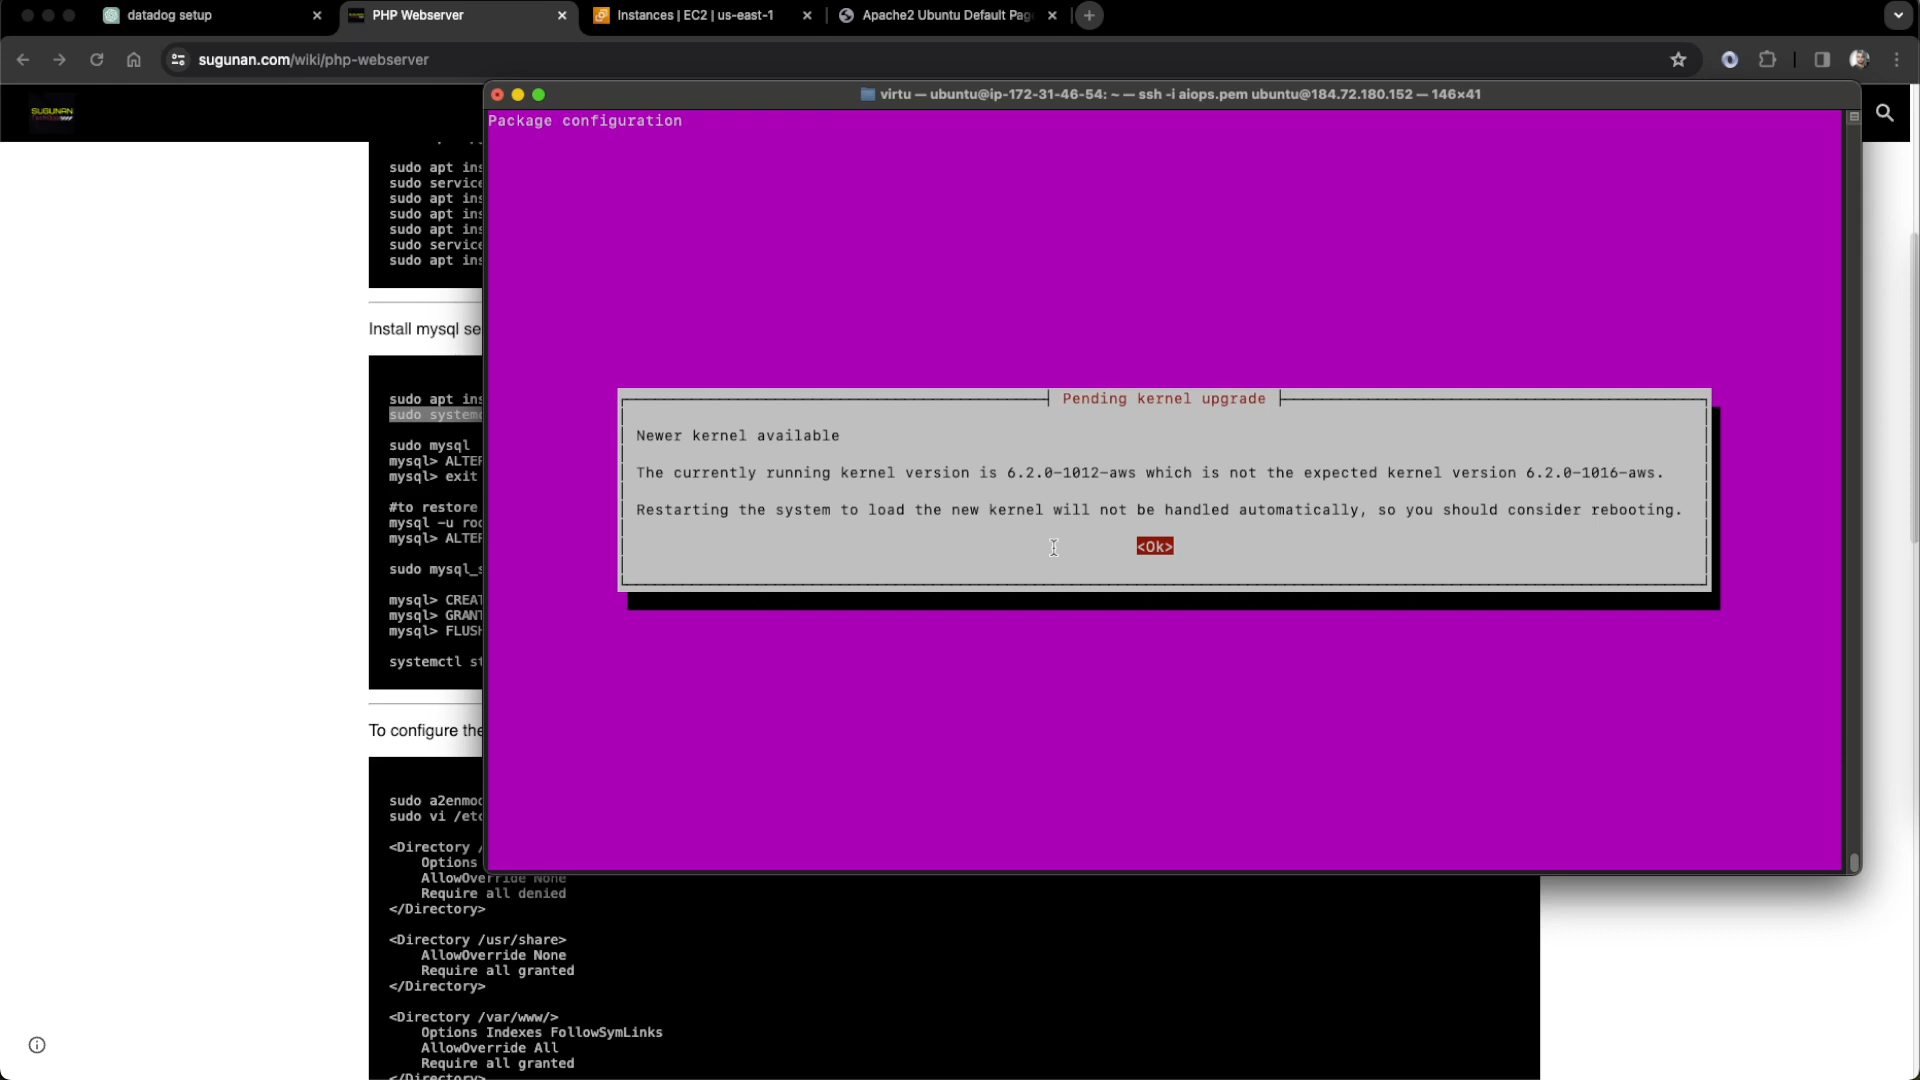 datadog setup
PHP Webserver
Instances | EC2 | us-east-1
Apache2 Ubuntu Default Pag
sugunan.com/wiki/php-webserver
SUGUNAN
virtu — ubuntu@ip-172-31-46-54: ~ — ssh -i aiops.pem ubuntu@184.72.180.152 — 146×41
Package configuration
sudo apt ins
sudo service
sudo apt ins
sudo apt ins
sudo apt ins
sudo service
sudo apt ins
Install mysql se
sudo apt ins
sudo systemc
sudo mysql
mysql> ALTER
mysql> exit
#to restore
mysql -u roo
mysql> ALTER
sudo mysql_s
mysql> CREAT
mysql> GRANT
mysql> FLUSH
systemctl st
Pending kernel upgrade
Newer kernel available
The currently running kernel version is 6.2.0-1012-aws which is not the expected kernel version 6.2.0-1016-aws.
Restarting the system to load the new kernel will not be handled automatically, so you should consider rebooting.
<Ok>
To configure the
sudo a2enmod
sudo vi /etc
<Directory /
Options
AllowOverride None
Require all denied
</Directory>
<Directory /usr/share>
AllowOverride None
Require all granted
</Directory>
<Directory /var/www/>
Options Indexes FollowSymLinks
AllowOverride All
Require all granted
</Directory>